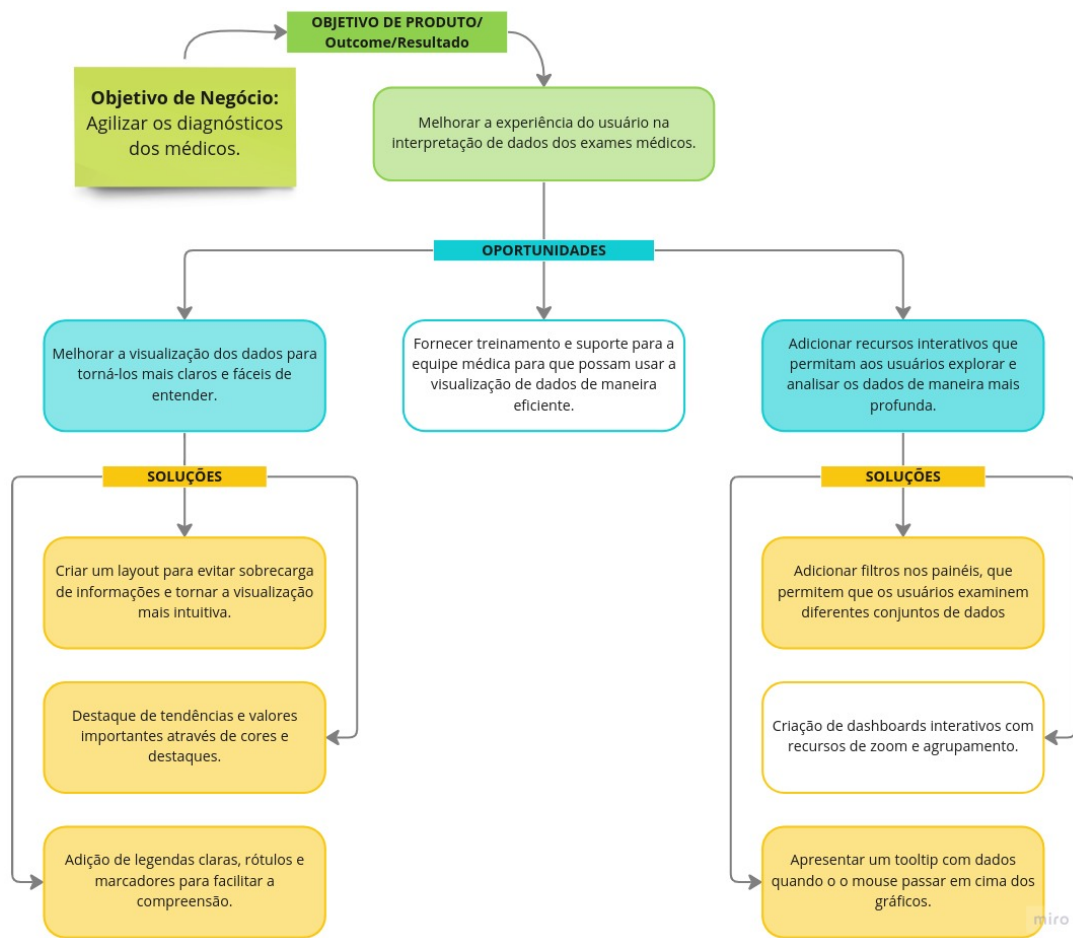 OBJETIVO DE PRODUTO/
Outcome/Resultado
Objetivo de Negócio:
Agilizar os diagnósticos
dos médicos.
Melhorar a experiência do usuário na
interpretação de dados dos exames médicos.
OPORTUNIDADES
Melhorar a visualização dos dados para
torná-los mais claros e fáceis de
entender.
Fornecer treinamento e suporte para a
equipe médica para que possam usar a
visualização de dados de maneira
eficiente.
Adicionar recursos interativos que
permitam aos usuários explorar e
analisar os dados de maneira mais
profunda.
SOLUÇÕES
Criar um layout para evitar sobrecarga
de informações e tornar a visualização
mais intuitiva.
Destaque de tendências e valores
importantes através de cores e
destaques.
Adição de legendas claras, rótulos e
marcadores para facilitar a
compreensão.
SOLUÇÕES
Adicionar filtros nos painéis, que
permitem que os usuários examinem
diferentes conjuntos de dados
Criação de dashboards interativos com
recursos de zoom e agrupamento.
Apresentar um tooltip com dados
quando o o mouse passar em cima dos
gráficos.
miro